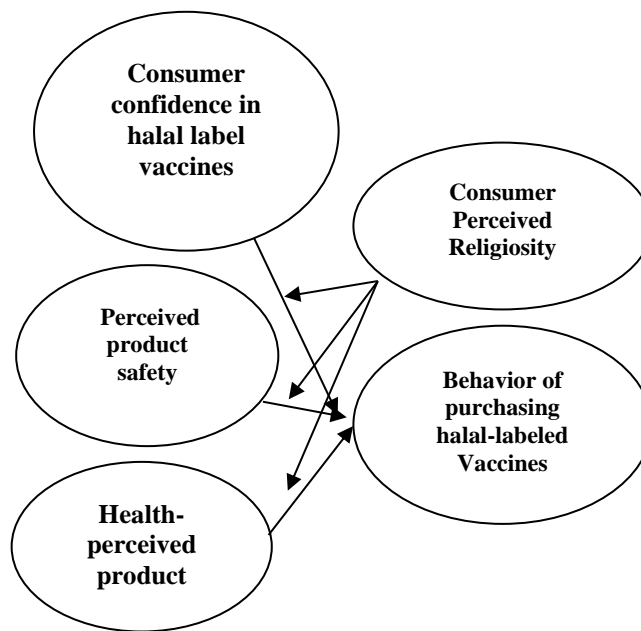 Consumer
confidence in
halal label
vaccines
Consumer
Perceived
Religiosity
Perceived
product
safety
Behavior of
purchasing
halal-labeled
Vaccines
Health-
perceived
product